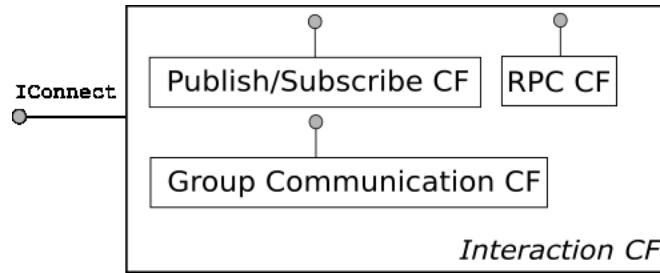 IConnect
Publish/Subscribe CF
RPC CF
Group Communication CF
Interaction CF